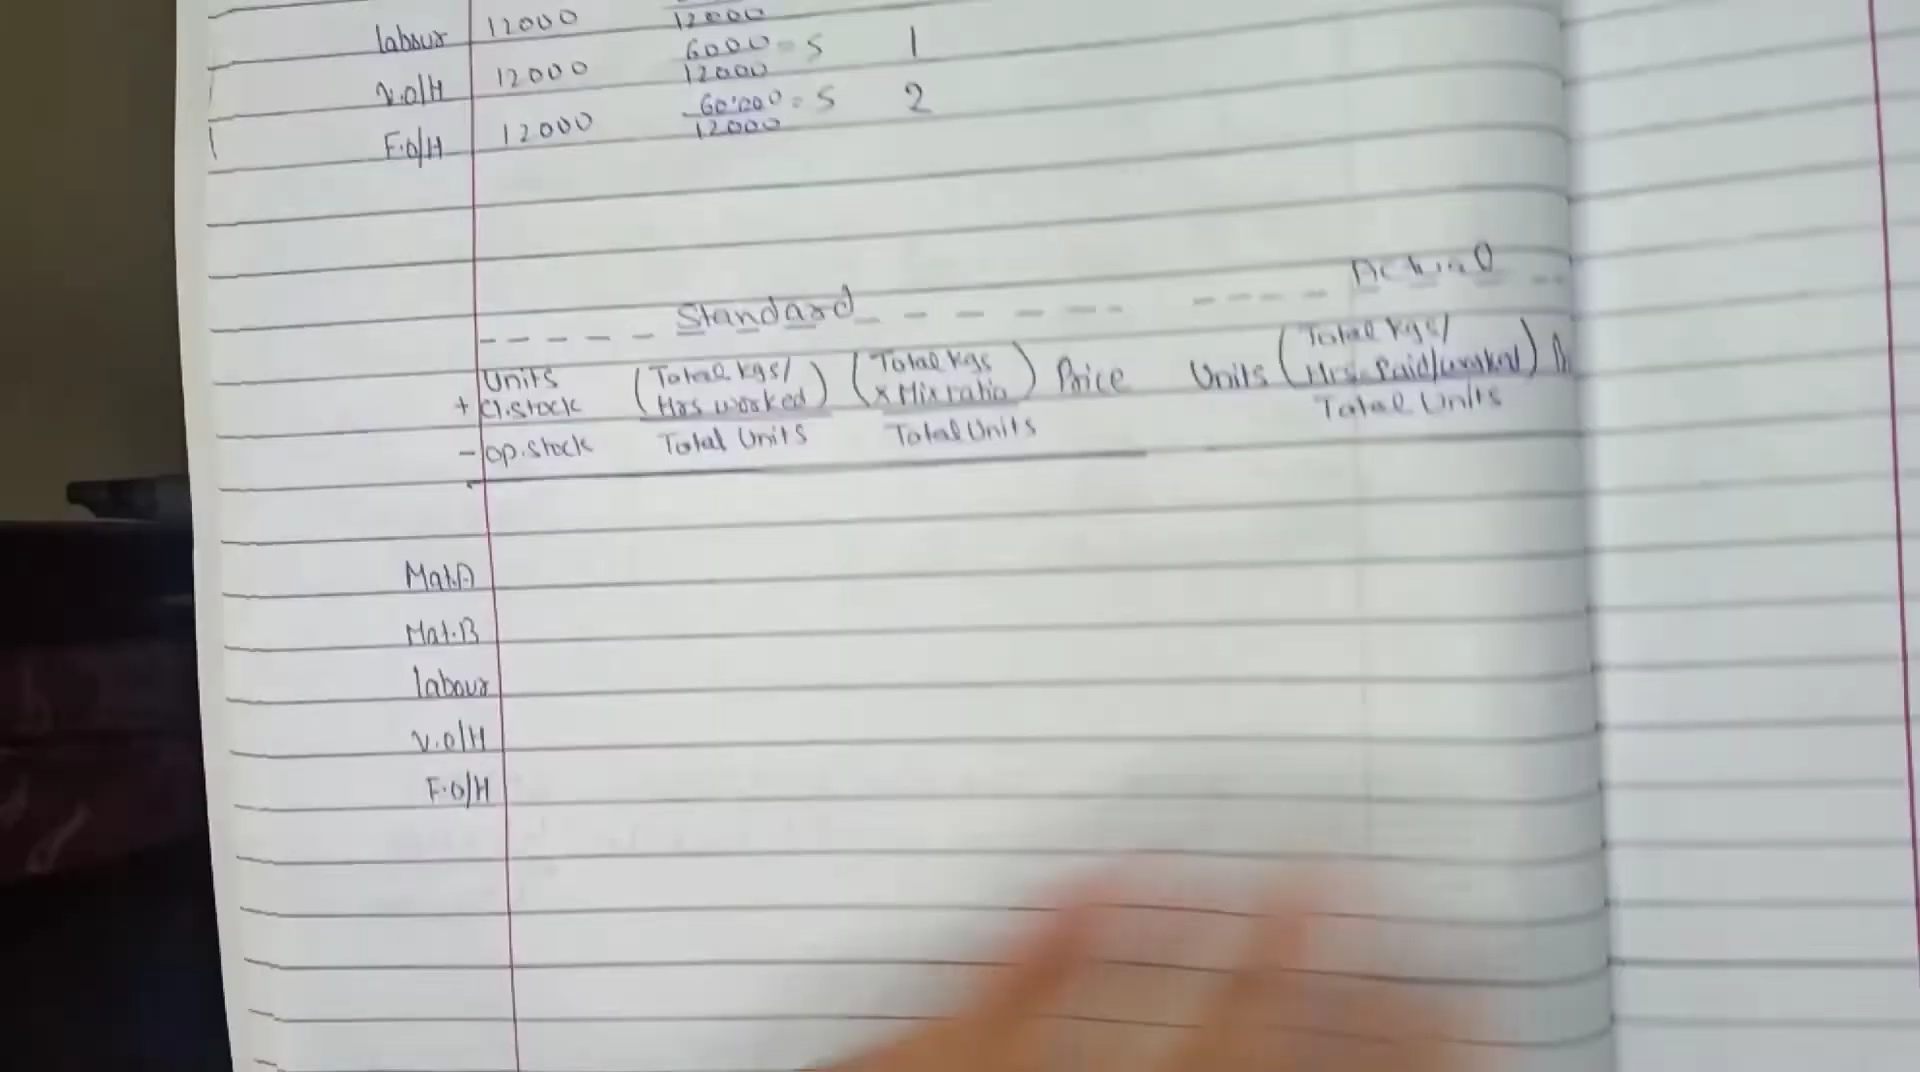 12000
labour 12000 6000 = 5 1
V.O/H 12000 12000
60,000 = 5 2
F.O/H 12000 12000
Standard Actual
Units (Total kgs/ Hrs worked) (Total kgs x Mix ratio) Price Units (Total kgs/ Hrs. Paid/worked)
+ Cl.stock Total Units Total Units Total Units
- op.stock
Mat.A
Mat.B
labour
V.O/H
F.O/H